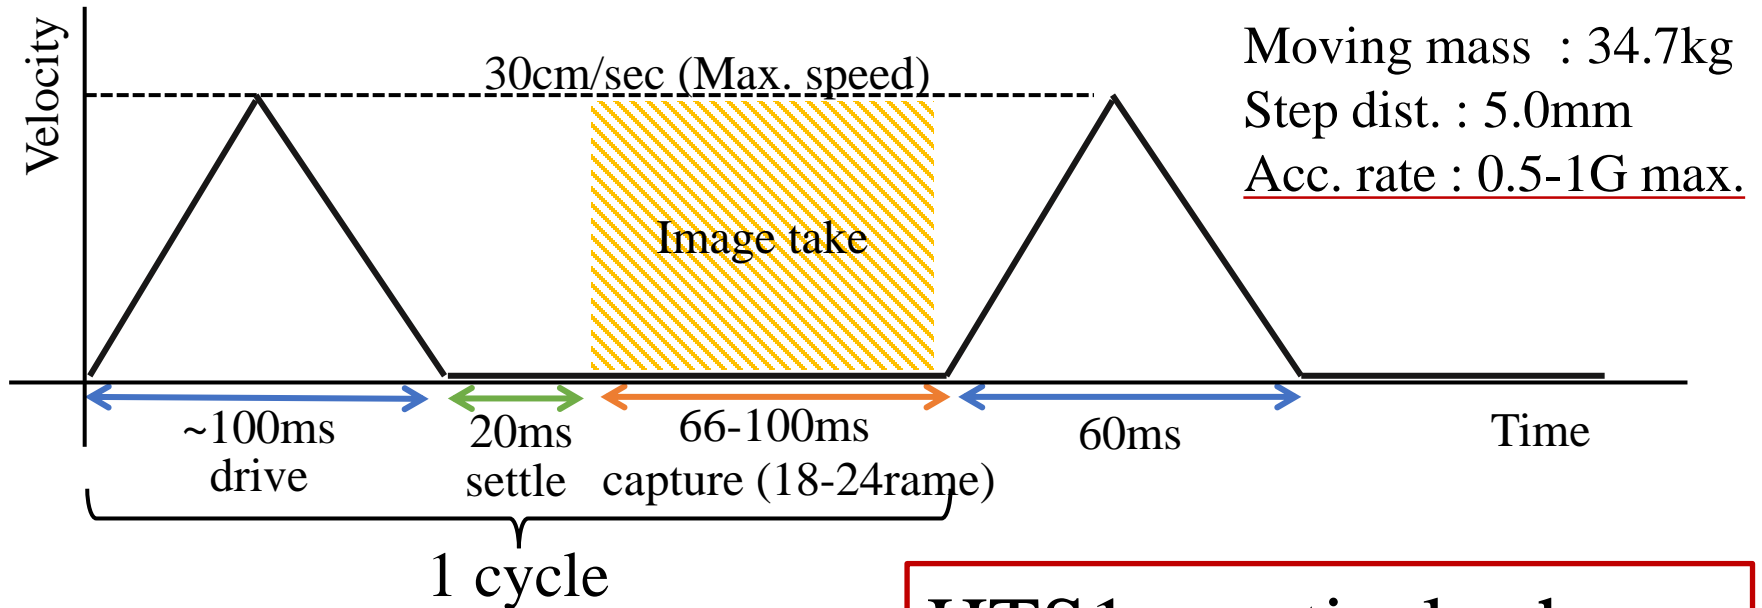 Velocity
30cm/sec (Max. speed)
Moving mass : 34.7kg
Step dist. : 5.0mm
Acc. rate : 0.5-1G max.
Image take
~100ms
drive
20ms
settle
66-100ms
capture (18-24rame)
60ms
Time
1 cycle